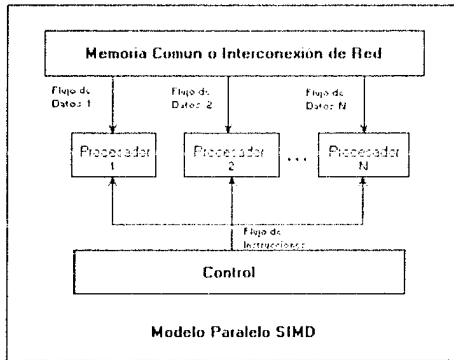 Memoria Comun o Interconexión de Red
Flujo de
Datos 1
Flujo de
Datos 2
Flujo de
Datos N
Procesador
1
Procesador
2
...
Procesador
N
Flujo de
Instrucciones
Control
Modelo Paralelo SIMD